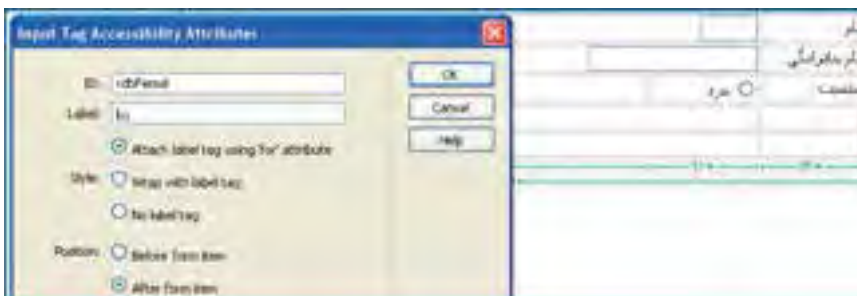 Input Tag Accessibility Attributes
ID:
OK
Label:
Cancel
Attach label tag using 'for' attribute
Help
Style:
Wrap with label tag
No label tag
Position:
Before form item
After form item
نام
نام خانوادگی
جنسیت
مرد